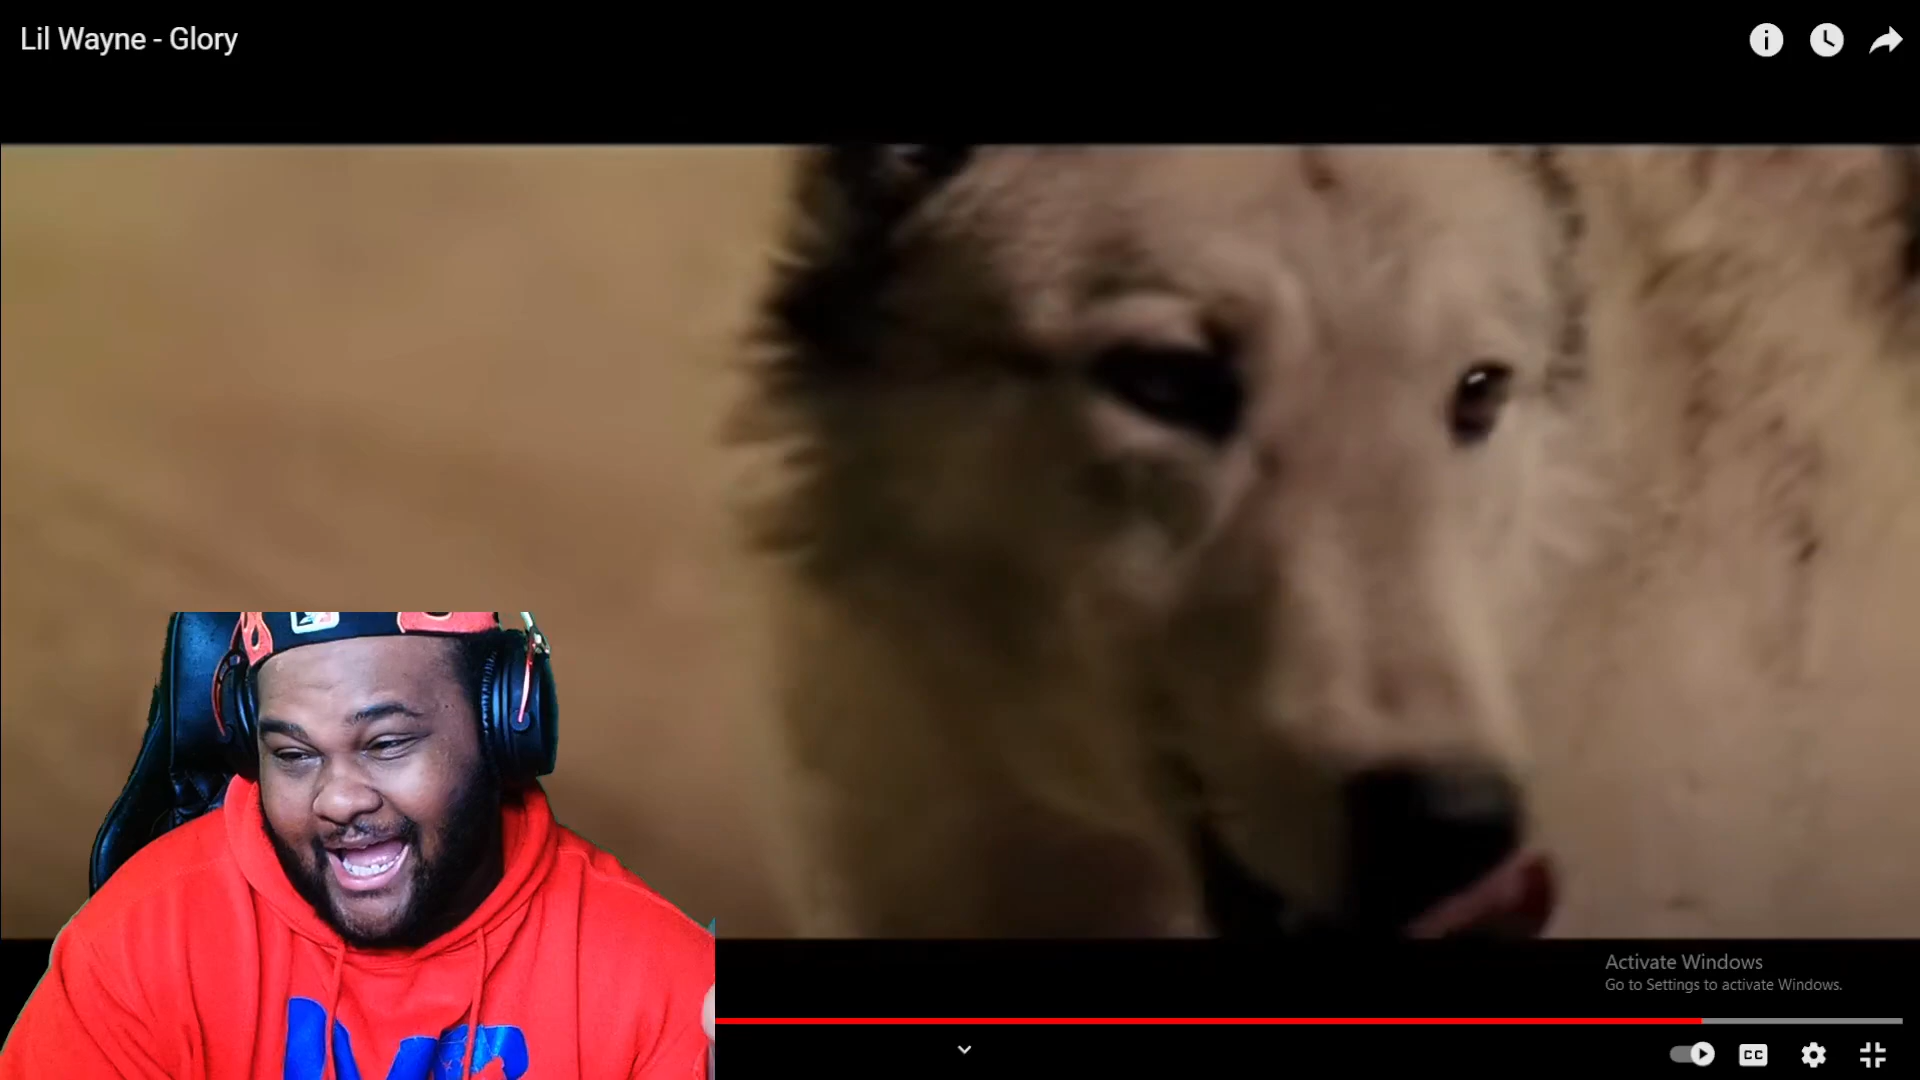 Lil Wayne - Glory
Activate Windows
Go to Settings to activate Windows.
CC